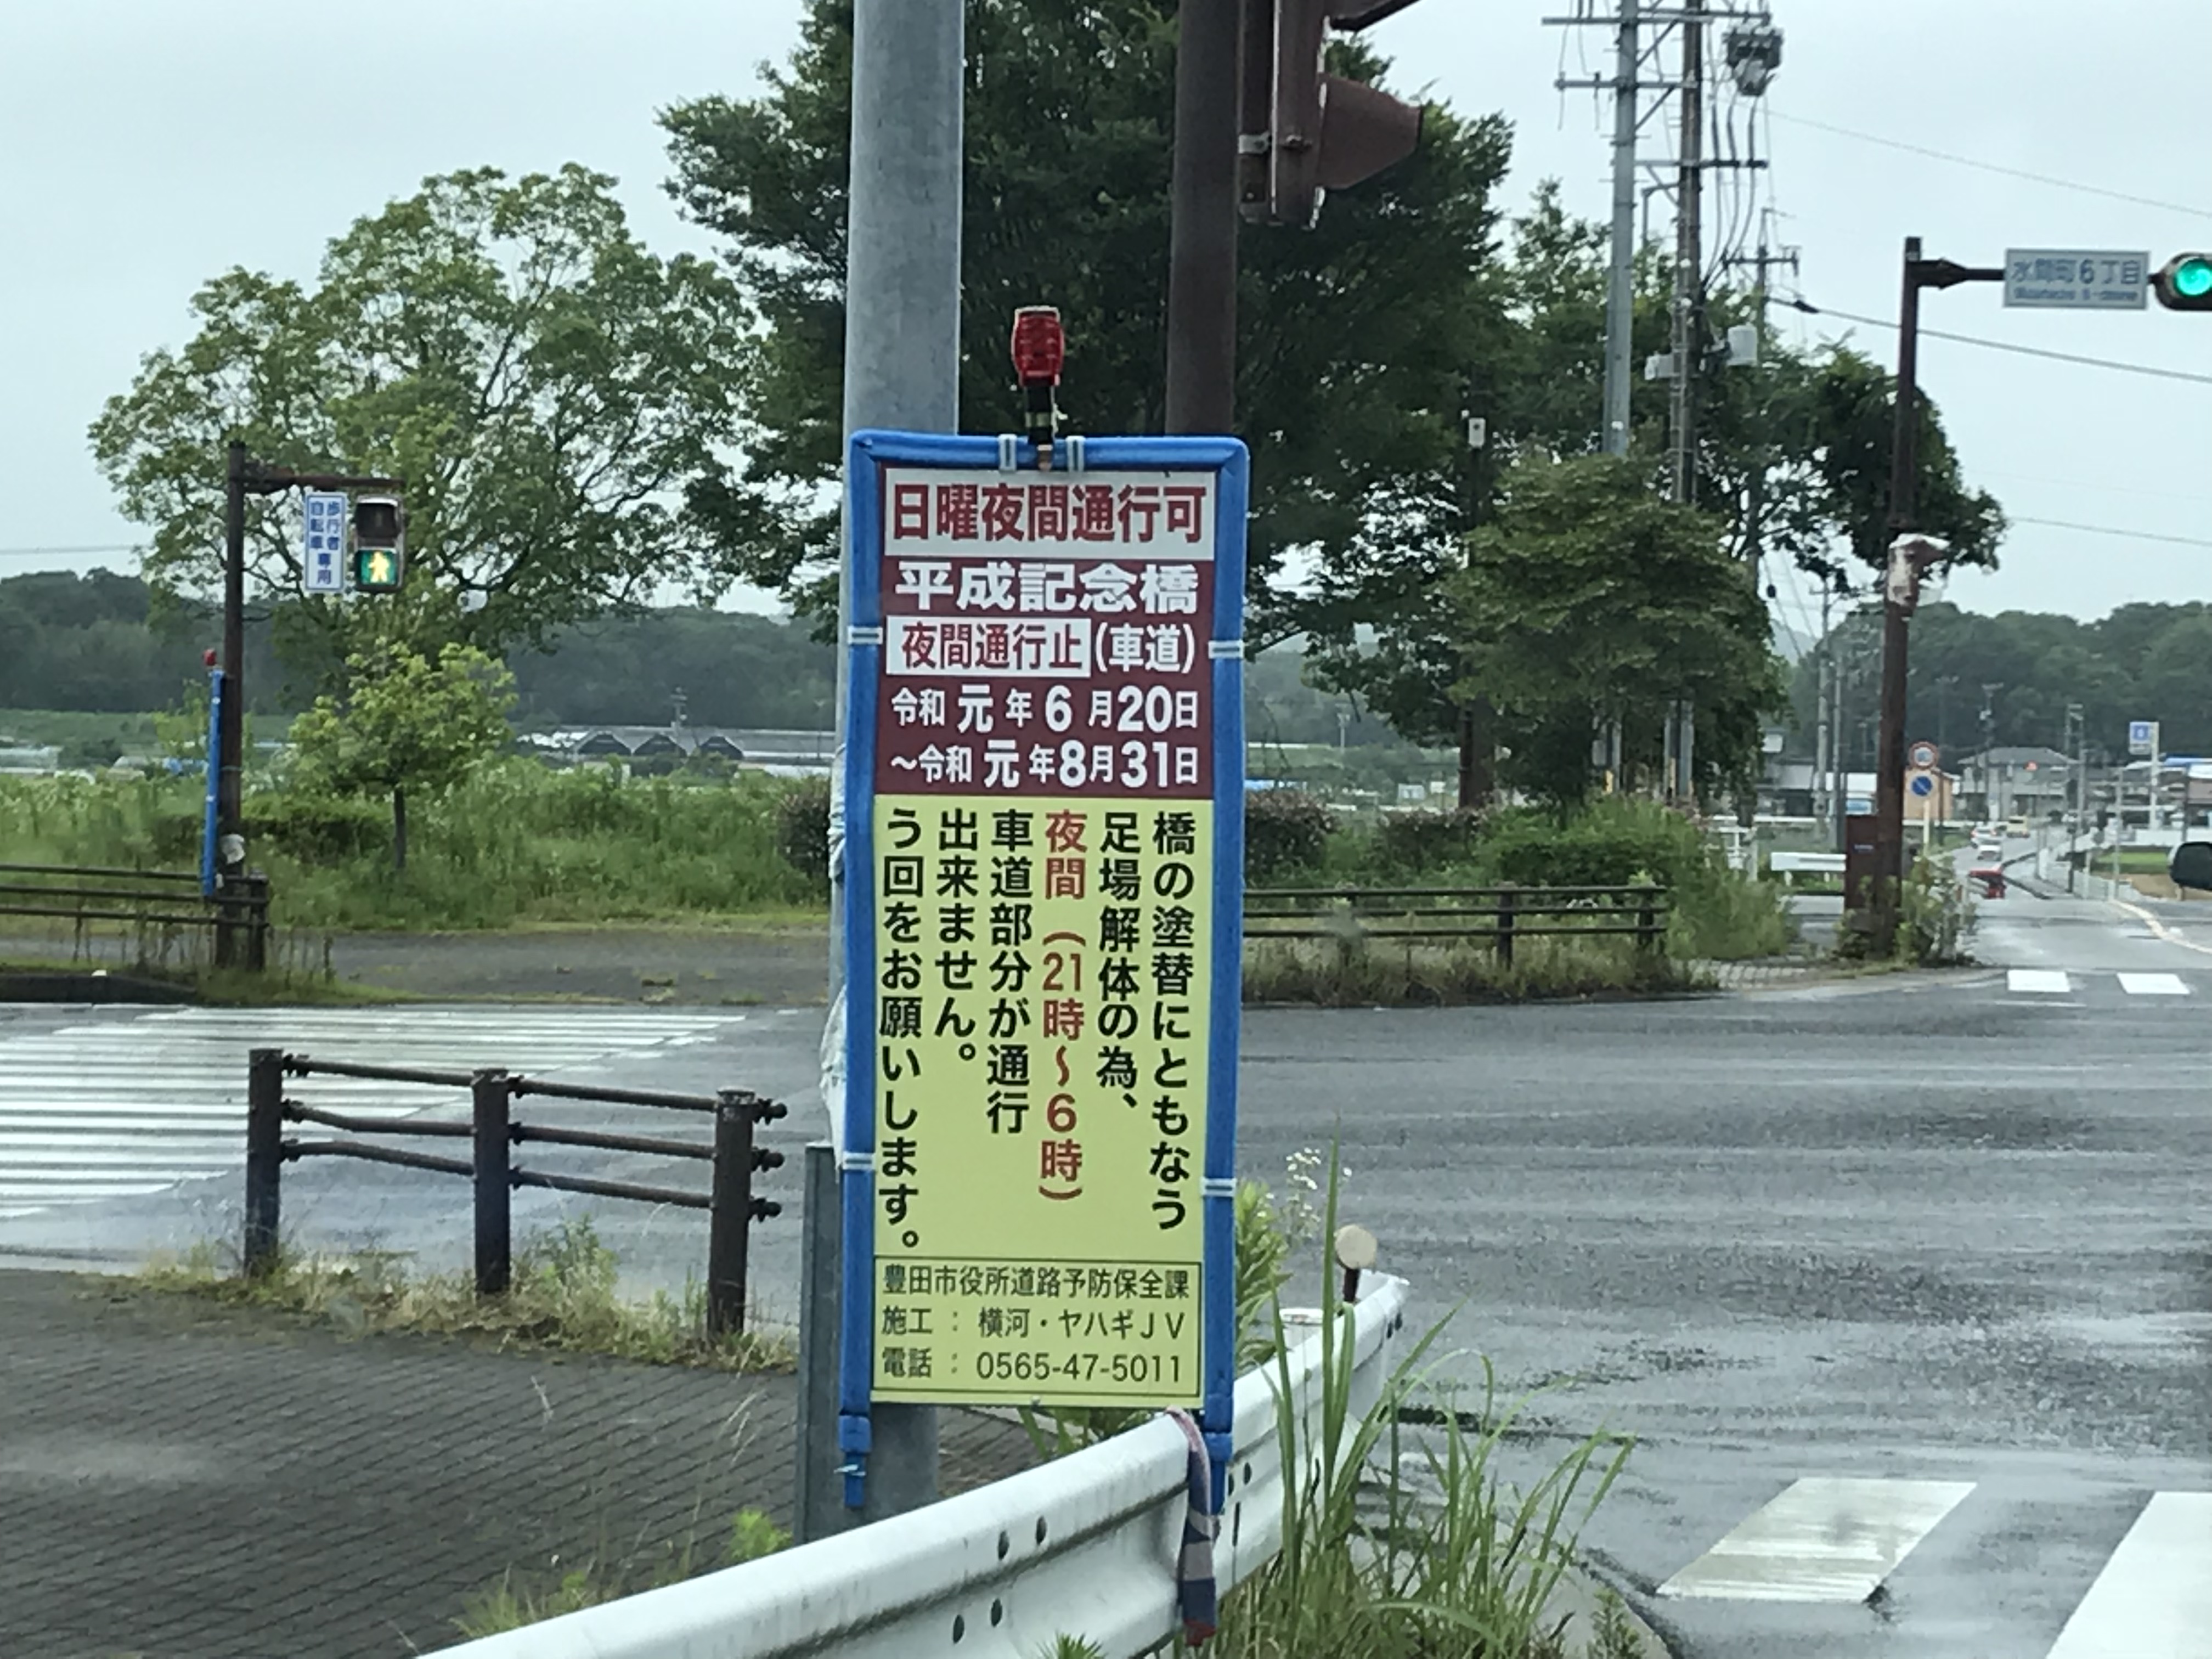 日曜夜間通行可
平成記念橋
夜間通行止(車道)
令和 元 年 6 月20日
～令和 元 年8月31日
橋の塗替にともなう
足場解体の為、
夜間（21時～6時）
車道部分が通行
出来ません。
う回をお願いします。
豊田市役所道路予防保全課
施工 : 横河・ヤハギＪＶ
電話 : 0565-47-5011
歩行者
自転車 専用
水間町6丁目